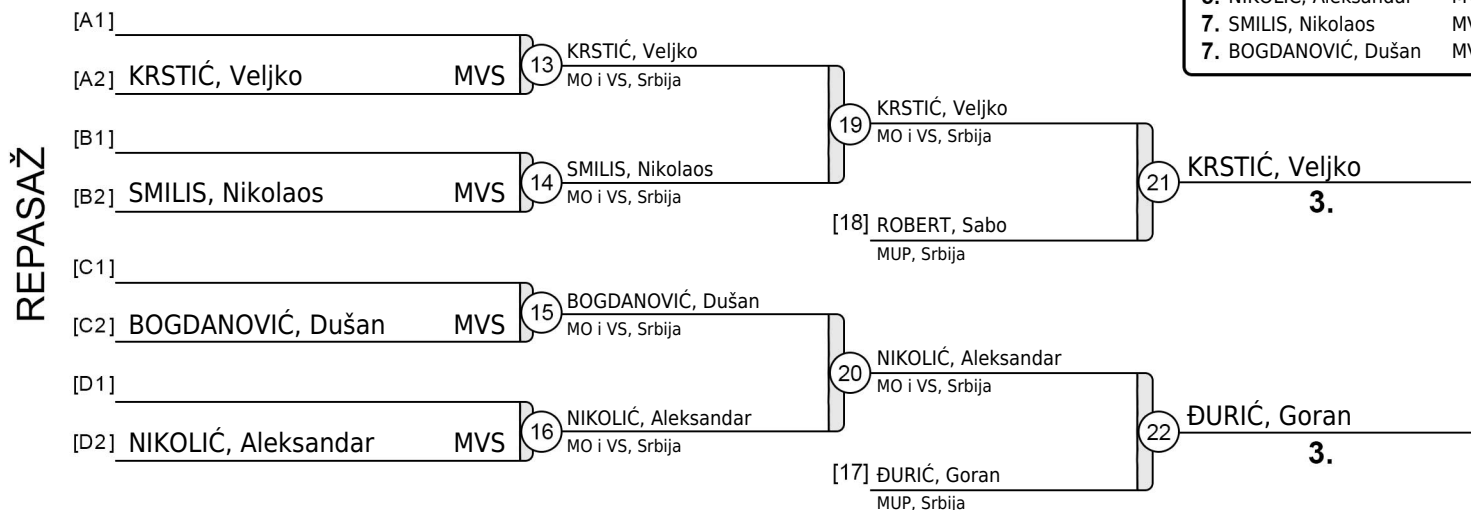 NIKOLIĆ, Aleksandar
7. SMILIS, Nikolaos MV
7. BOGDANOVIĆ, Dušan MV
REPASAŽ
[A1]
[A2] KRSTIĆ, Veljko MVS
13
KRSTIĆ, Veljko
MO i VS, Srbija
[B1]
[B2] SMILIS, Nikolaos MVS
14
SMILIS, Nikolaos
MO i VS, Srbija
19
KRSTIĆ, Veljko
MO i VS, Srbija
[18] ROBERT, Sabo
MUP, Srbija
21
KRSTIĆ, Veljko
3.
[C1]
[C2] BOGDANOVIĆ, Dušan MVS
15
BOGDANOVIĆ, Dušan
MO i VS, Srbija
[D1]
[D2] NIKOLIĆ, Aleksandar MVS
16
NIKOLIĆ, Aleksandar
MO i VS, Srbija
20
NIKOLIĆ, Aleksandar
MO i VS, Srbija
[17] ĐURIĆ, Goran
MUP, Srbija
22
ĐURIĆ, Goran
3.